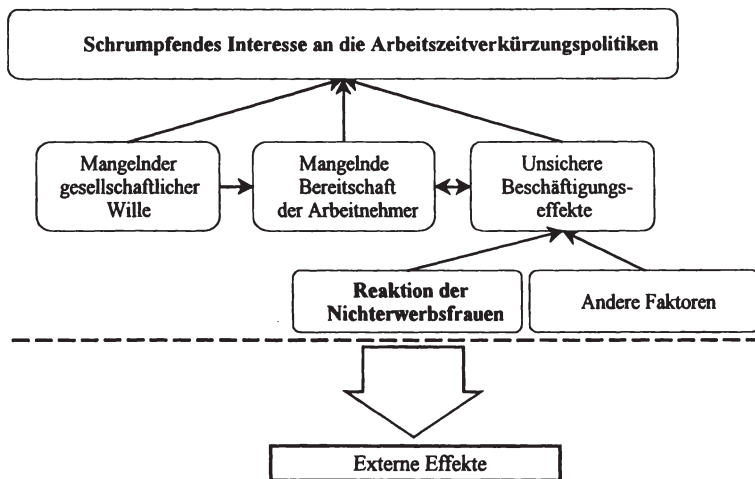 Schrumpfendes Interesse an die Arbeitszeitverkürzungspolitiken
Mangelnder
gesellschaftlicher
Wille
Mangelnde
Bereitschaft
der Arbeitnehmer
Unsichere
Beschäftigungs-
effekte
Reaktion der
Nichterwerbsfrauen
Andere Faktoren
Externe Effekte